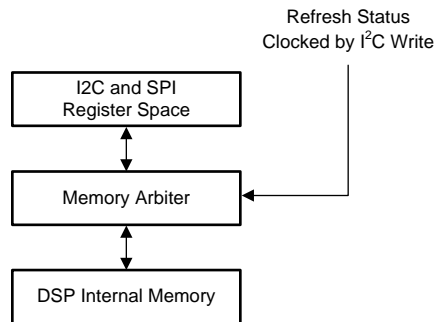 Refresh Status
Clocked by I²C Write
I2C and SPI
Register Space
Memory Arbiter
DSP Internal Memory